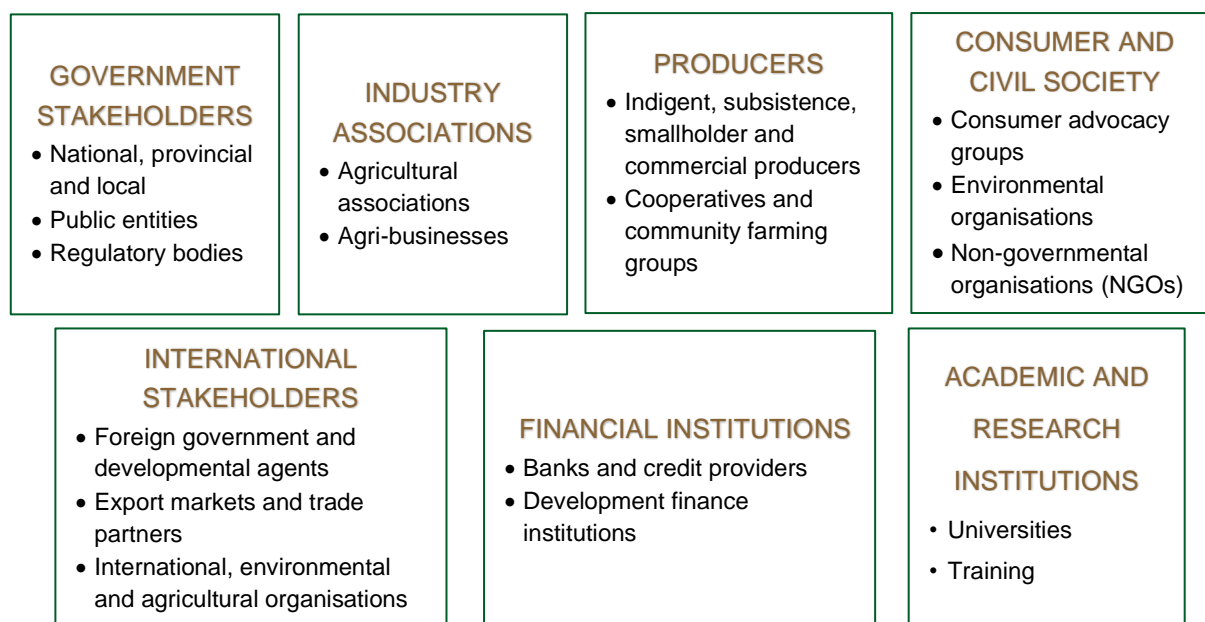 GOVERNMENT
STAKEHOLDERS
• National, provincial
and local
• Public entities
• Regulatory bodies
INDUSTRY
ASSOCIATIONS
• Agricultural
associations
• Agri-businesses
PRODUCERS
• Indigent, subsistence,
smallholder and
commercial producers
• Cooperatives and
community farming
groups
CONSUMER AND
CIVIL SOCIETY
• Consumer advocacy
groups
• Environmental
organisations
• Non-governmental
organisations (NGOs)
INTERNATIONAL
STAKEHOLDERS
• Foreign government and
developmental agents
• Export markets and trade
partners
• International, environmental
and agricultural organisations
FINANCIAL INSTITUTIONS
• Banks and credit providers
• Development finance
institutions
ACADEMIC AND
RESEARCH
INSTITUTIONS
• Universities
• Training